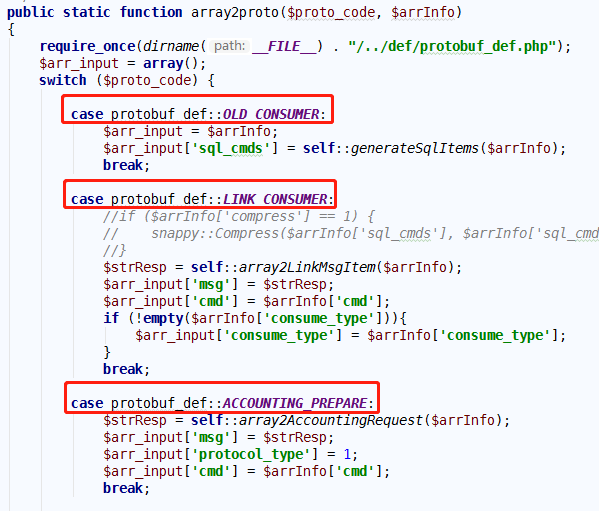 public static function array2proto($proto_code, $arrInfo)
{
    require_once(dirname( path: __FILE__) . "/../def/protobuf_def.php");
    $arr_input = array();
    switch ($proto_code) {
        case protobuf_def::OLD_CONSUMER:
            $arr_input = $arrInfo;
            $arr_input['sql_cmds'] = self::generateSqlItems($arrInfo);
            break;
        case protobuf_def::LINK_CONSUMER:
            //if ($arrInfo['compress'] == 1) {
            //    snappy::Compress($arrInfo['sql_cmds'], $arrInfo['sql_cmd
            //}
            $strResp = self::array2LinkMsgItem($arrInfo);
            $arr_input['msg'] = $strResp;
            $arr_input['cmd'] = $arrInfo['cmd'];
            if (!empty($arrInfo['consume_type'])){
                $arr_input['consume_type'] = $arrInfo['consume_type'];
            }
            break;
        case protobuf_def::ACCOUNTING_PREPARE:
            $strResp = self::array2AccountingRequest($arrInfo);
            $arr_input['msg'] = $strResp;
            $arr_input['protocol_type'] = 1;
            $arr_input['cmd'] = $arrInfo['cmd'];
            break;